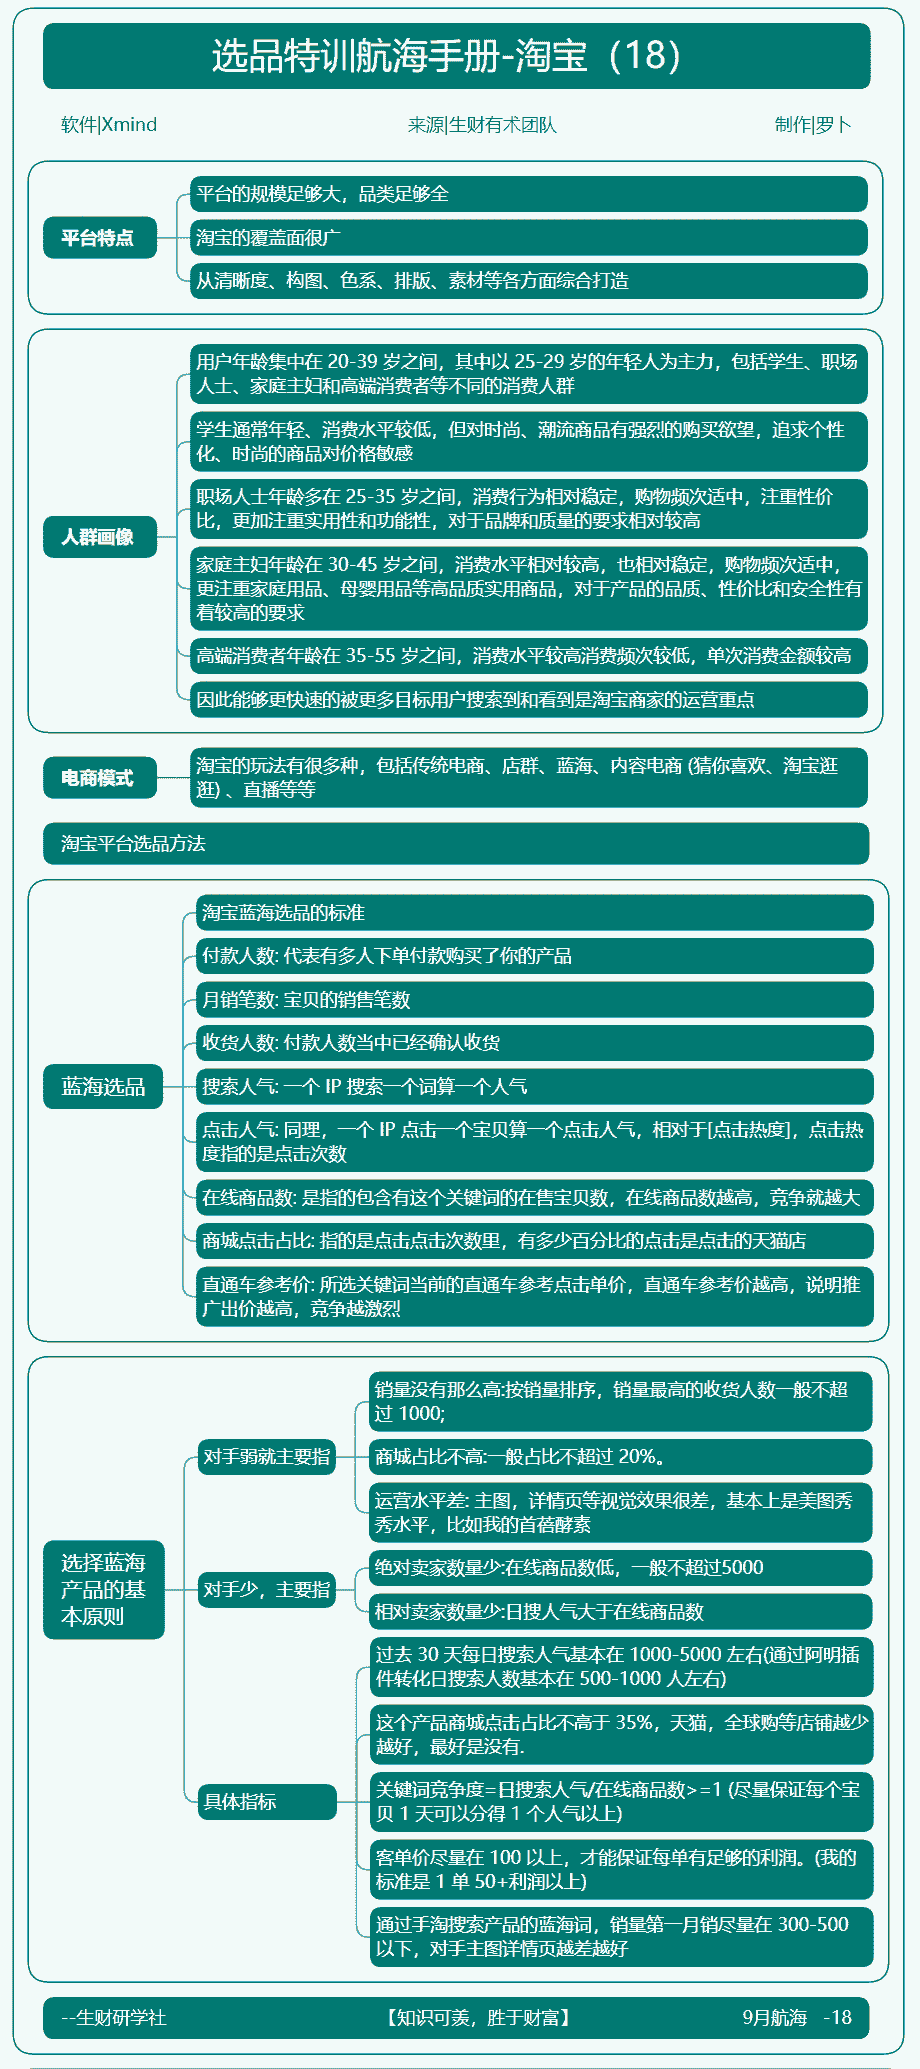 选品特训航海手册-淘宝（18）
软件|Xmind
来源|生财有术团队
制作|罗卜
平台特点
平台的规模足够大，品类足够全
淘宝的覆盖面很广
从清晰度、构图、色系、排版、素材等各方面综合打造
人群画像
用户年龄集中在 20-39 岁之间，其中以 25-29 岁的年轻人为主力，包括学生、职场
人士、家庭主妇和高端消费者等不同的消费人群
学生通常年轻、消费水平较低，但对时尚、潮流商品有强烈的购买欲望，追求个性
化、时尚的商品对价格敏感
职场人士年龄多在 25-35 岁之间，消费行为相对稳定，购物频次适中，注重性价
比，更加注重实用性和功能性，对于品牌和质量的要求相对较高
家庭主妇年龄在 30-45 岁之间，消费水平相对较高，也相对稳定，购物频次适中，
更注重家庭用品、母婴用品等高品质实用商品，对于产品的品质、性价比和安全性有
着较高的要求
高端消费者年龄在 35-55 岁之间，消费水平较高消费频次较低，单次消费金额较高
因此能够更快速的被更多目标用户搜索到和看到是淘宝商家的运营重点
电商模式
淘宝的玩法有很多种，包括传统电商、店群、蓝海、内容电商 (猜你喜欢、淘宝逛
逛) 、直播等等
淘宝平台选品方法
蓝海选品
淘宝蓝海选品的标准
付款人数: 代表有多人下单付款购买了你的产品
月销笔数: 宝贝的销售笔数
收货人数: 付款人数当中已经确认收货
搜索人气: 一个 IP 搜索一个词算一个人气
点击人气: 同理，一个 IP 点击一个宝贝算一个点击人气，相对于[点击热度]，点击热
度指的是点击次数
在线商品数: 是指的包含有这个关键词的在售宝贝数，在线商品数越高，竞争就越大
商城点击占比: 指的是点击点击次数里，有多少百分比的点击是点击的天猫店
直通车参考价: 所选关键词当前的直通车参考点击单价，直通车参考价越高，说明推
广出价越高，竞争越激烈
选择蓝海
产品的基
本原则
对手弱就主要指
销量没有那么高:按销量排序，销量最高的收货人数一般不超
过 1000;
商城占比不高:一般占比不超过 20%。
运营水平差: 主图，详情页等视觉效果很差，基本上是美图秀
秀水平，比如我的首蓓酵素
对手少，主要指
绝对卖家数量少:在线商品数低，一般不超过5000
相对卖家数量少:日搜人气大于在线商品数
具体指标
过去 30 天每日搜索人气基本在 1000-5000 左右(通过阿明插
件转化日搜索人数基本在 500-1000 人左右)
这个产品商城点击占比不高于 35%，天猫，全球购等店铺越少
越好，最好是没有.
关键词竞争度=日搜索人气/在线商品数>=1 (尽量保证每个宝
贝 1 天可以分得 1 个人气以上)
客单价尽量在 100 以上，才能保证每单有足够的利润。(我的
标准是 1 单 50+利润以上)
通过手淘搜索产品的蓝海词，销量第一月销尽量在 300-500
以下，对手主图详情页越差越好
--生财研学社
【知识可羡，胜于财富】
9月航海 -18